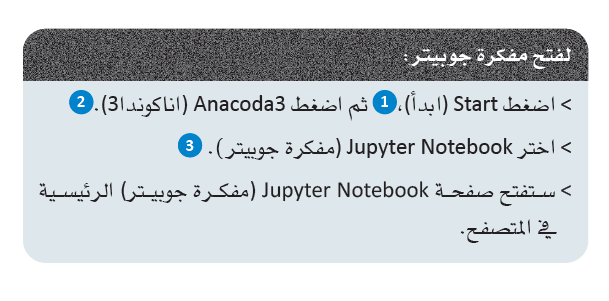 لفتح مفكرة جوبيتر:
> اضغط Start (ابدأ)، 1 ثم اضغط Anacoda3 (اناكوندا3). 2
> اختر Jupyter Notebook (مفكرة جوبيتر). 3
> ستفتح صفحة Jupyter Notebook (مفكرة جوبيتر) الرئيسية
في المتصفح.